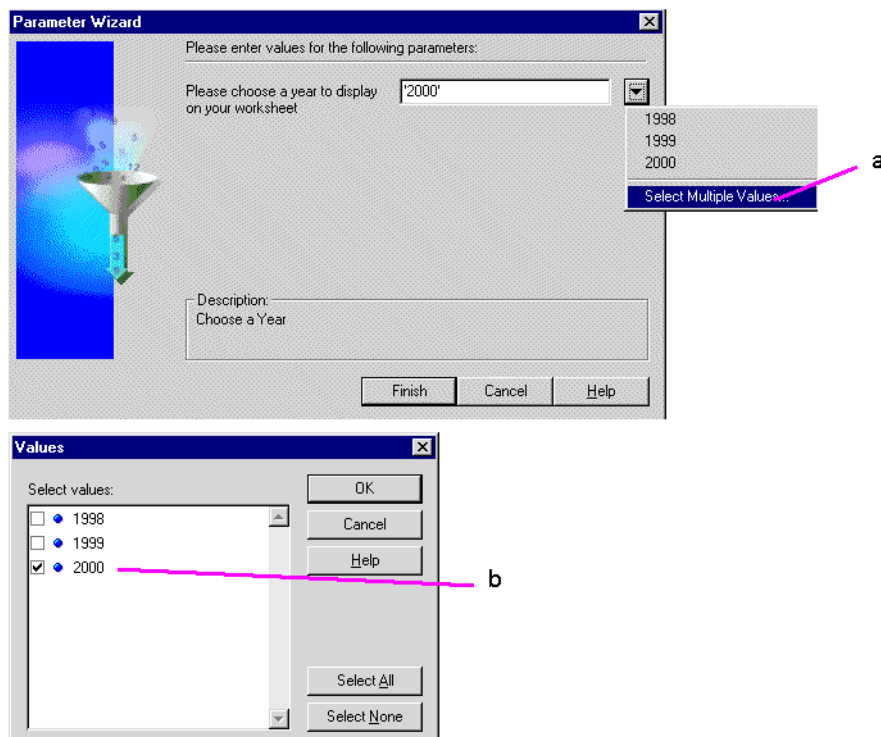 Parameter Wizard
Please enter values for the following parameters:
Please choose a year to display
on your worksheet
'2000'
1998
1999
2000
Select Multiple Values...
a
Description:
Choose a Year
Finish
Cancel
Help
Values
Select values:
1998
1999
2000
OK
Cancel
Help
b
Select All
Select None